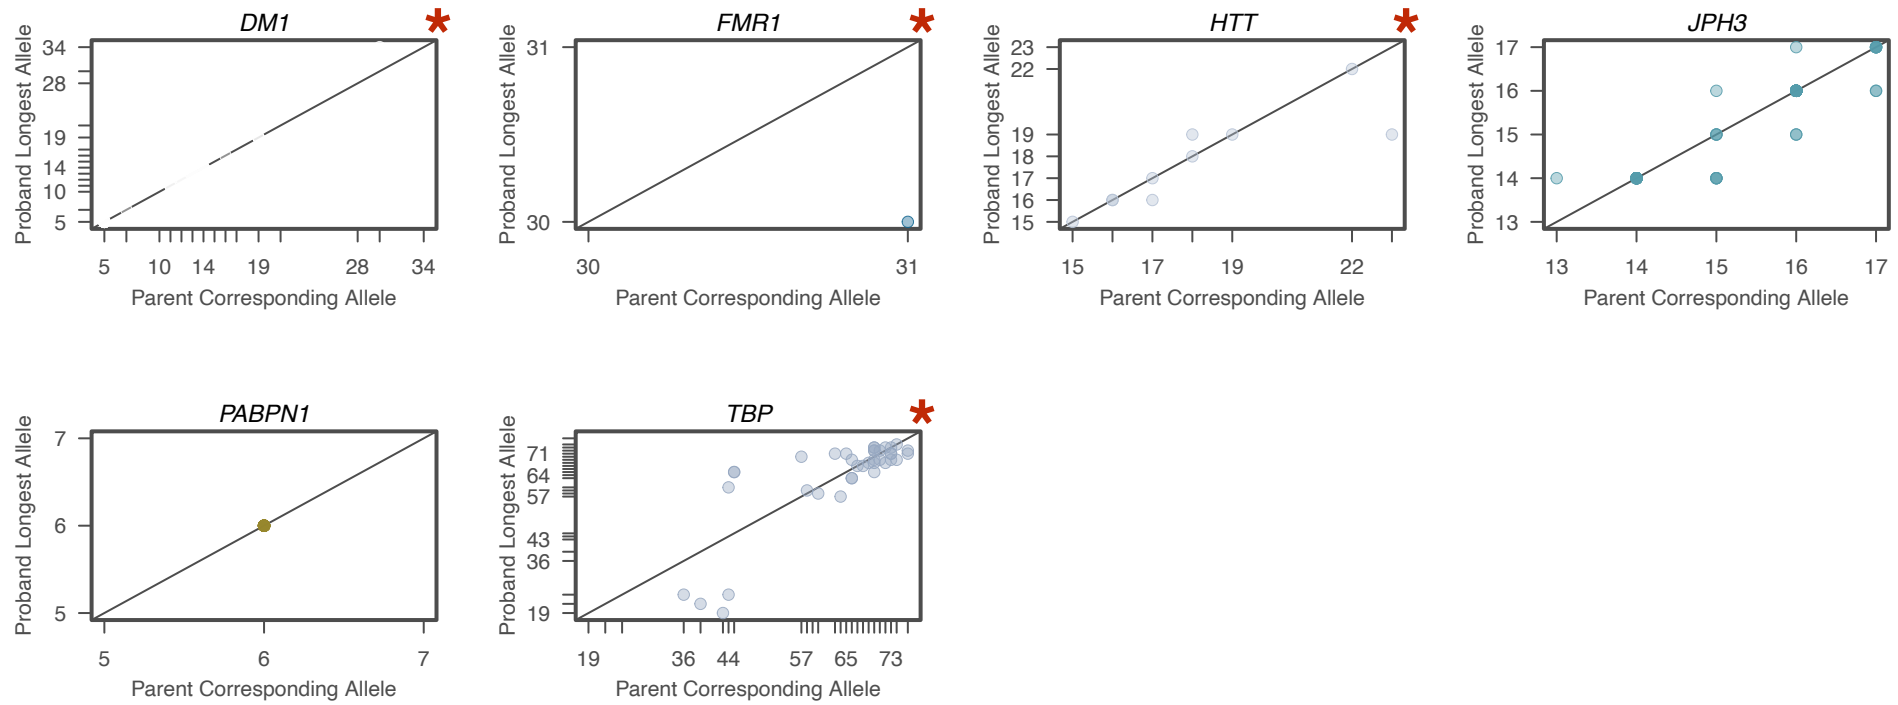 DM1 *
Proband Longest Allele
34
28
19
14
10
5
5 10 14 19 28 34
Parent Corresponding Allele
FMR1 *
Proband Longest Allele
31
30
30 31
Parent Corresponding Allele
HTT *
Proband Longest Allele
23
22
19
18
17
16
15
15 17 19 22
Parent Corresponding Allele
JPH3
Proband Longest Allele
17
16
15
14
13
13 14 15 16 17
Parent Corresponding Allele
PABPN1
Proband Longest Allele
7
6
5
5 6 7
Parent Corresponding Allele
TBP *
Proband Longest Allele
71
64
57
43
36
19
19 36 44 57 65 73
Parent Corresponding Allele